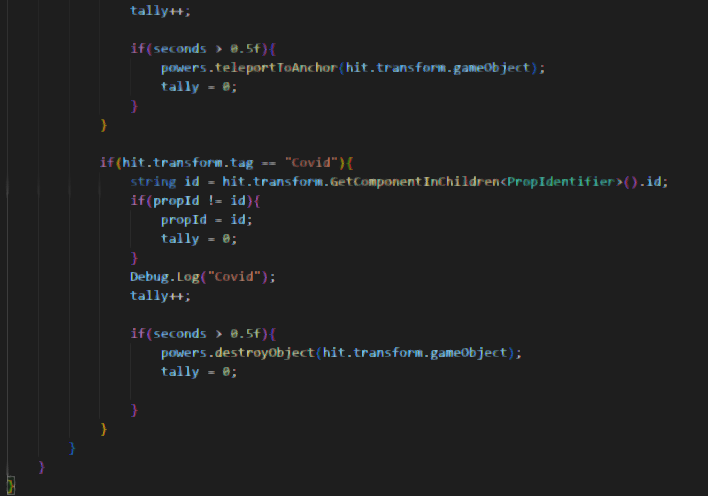 tally++;
if(seconds > 0.5f){
powers.teleportToAnchor(hit.transform.gameObject);
tally = 0;
}
}
if(hit.transform.tag == "Covid"){
string id = hit.transform.GetComponentInChildren<PropIdentifier>().id;
if(propId != id){
propId = id;
tally = 0;
}
Debug.Log("Covid");
tally++;
if(seconds > 0.5f){
powers.destroyObject(hit.transform.gameObject);
tally = 0;
}
}
}
}
}